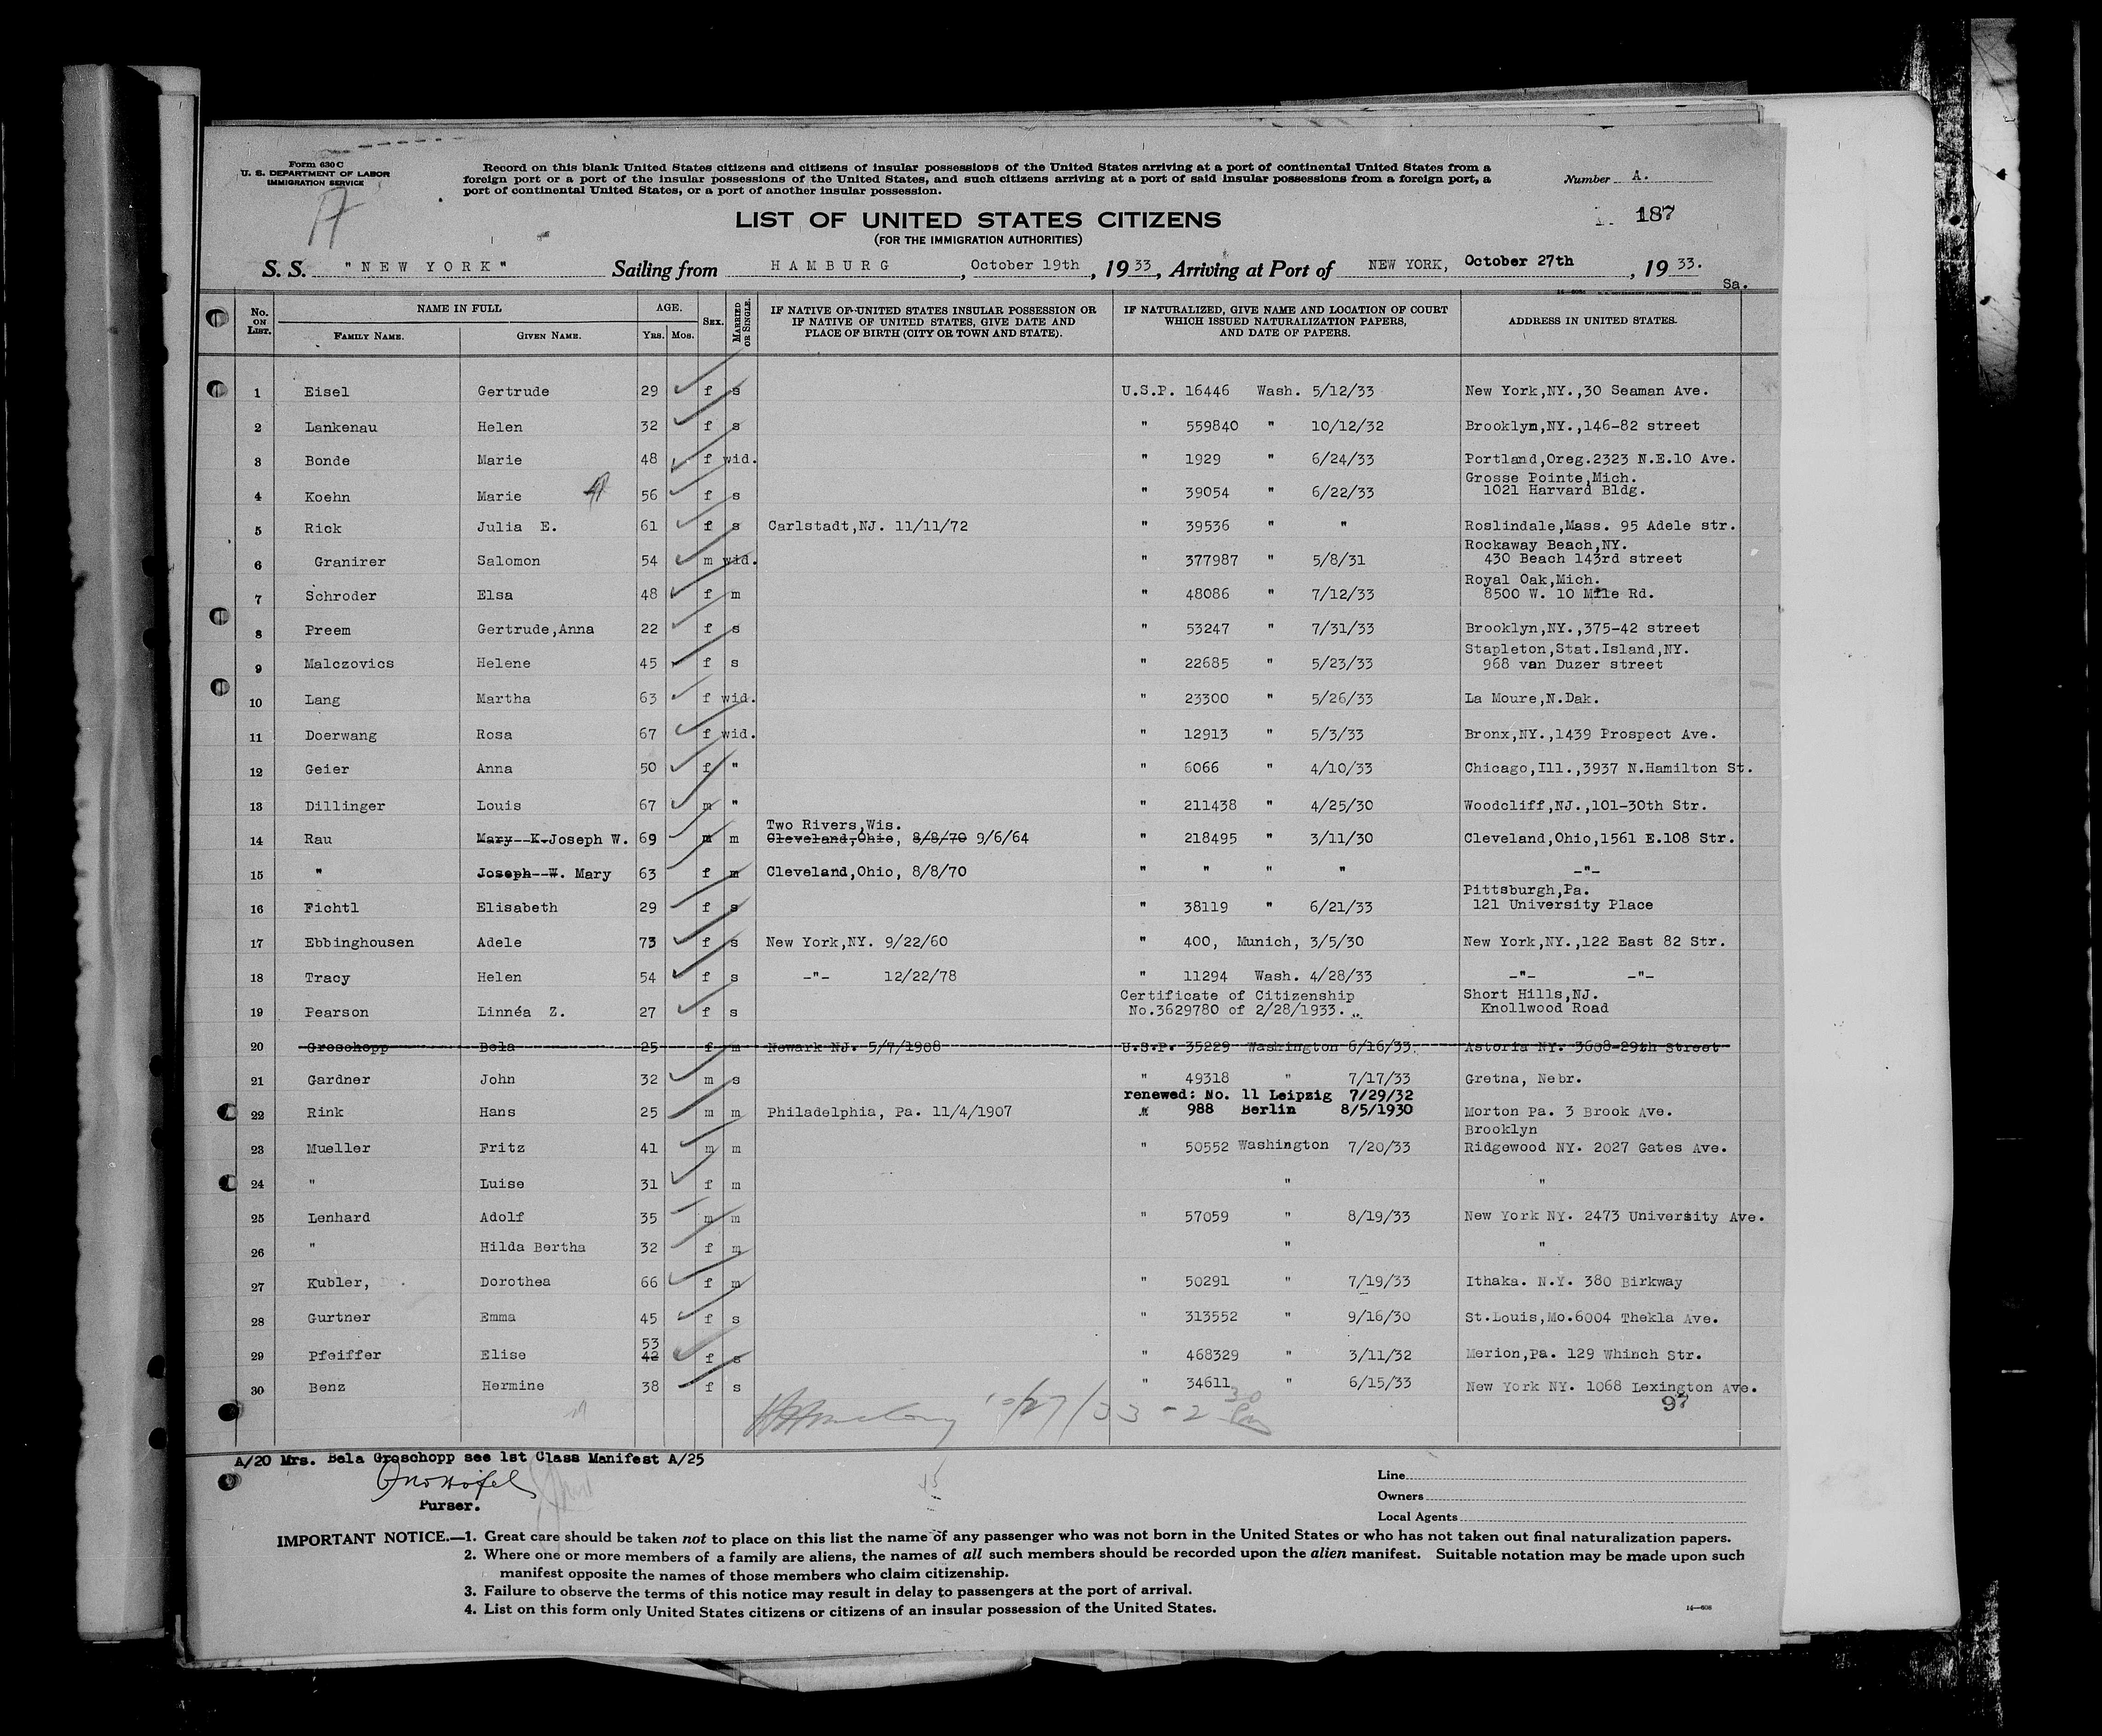 Form 630 C
U. S. DEPARTMENT OF LABOR
IMMIGRATION SERVICE
Record on this blank United States citizens and citizens of insular possessions of the United States arriving at a port of continental United States from a
foreign port or a port of the insular possessions of the United States, and such citizens arriving at a port of said insular possessions from a foreign port, a
port of continental United States, or a port of another insular possession.
Number A.
187
LIST OF UNITED STATES CITIZENS
(FOR THE IMMIGRATION AUTHORITIES)
S. S. "NEW YORK" Sailing from HAMBURG, October 19th, 1933, Arriving at Port of NEW YORK, October 27th, 1933.
Sa.
No. ON LIST. NAME IN FULL FAMILY NAME. GIVEN NAME. AGE. YRS. MOS. SEX. MARRIED OR SINGLE. IF NATIVE OF UNITED STATES INSULAR POSSESSION OR IF NATIVE OF UNITED STATES, GIVE DATE AND PLACE OF BIRTH (CITY OR TOWN AND STATE). IF NATURALIZED, GIVE NAME AND LOCATION OF COURT WHICH ISSUED NATURALIZATION PAPERS, AND DATE OF PAPERS. ADDRESS IN UNITED STATES.
1 Eisel Gertrude 29 f s U.S.P. 16446 Wash. 5/12/33 New York,NY.,30 Seaman Ave.
2 Lankenau Helen 32 f s " 559840 " 10/12/32 Brooklyn,NY.,146-82 street
3 Bonde Marie 48 f wid. " 1929 " 6/24/33 Portland,Oreg.2323 N.E.10 Ave.
4 Koehn Marie 56 f s " 39054 " 6/22/33 Grosse Pointe,Mich. 1021 Harvard Bldg.
5 Rick Julia E. 61 f s Carlstadt,NJ. 11/11/72 " 39536 " " Roslindale,Mass. 95 Adele str.
6 Granirer Salomon 54 m wid. " 377987 " 5/8/31 Rockaway Beach,NY. 430 Beach 143rd street
7 Schroder Elsa 48 f m " 48086 " 7/12/33 Royal Oak,Mich. 8500 W. 10 Mile Rd.
8 Preem Gertrude,Anna 22 f s " 53247 " 7/31/33 Brooklyn,NY.,375-42 street
9 Malczovics Helene 45 f s " 22685 " 5/23/33 Stapleton,Stat.Island,NY. 968 van Duzer street
10 Lang Martha 63 f wid. " 23300 " 5/26/33 La Moure,N.Dak.
11 Doerwang Rosa 67 f wid. " 12913 " 5/3/33 Bronx,NY.,1439 Prospect Ave.
12 Geier Anna 50 f " " 6066 " 4/10/33 Chicago,Ill.,3937 N.Hamilton St.
13 Dillinger Louis 67 m " " 211438 " 4/25/30 Woodcliff,NJ.,101-30th Str.
14 Rau Mary--K.Joseph W. 69 m m Two Rivers,Wis. Cleveland,Ohio, 8/8/70 9/6/64 " 218495 " 3/11/30 Cleveland,Ohio,1561 E.108 Str.
15 " Joseph--W. Mary 63 f m Cleveland,Ohio, 8/8/70 " " " " -"-
16 Fichtl Elisabeth 29 f s " 38119 " 6/21/33 Pittsburgh,Pa. 121 University Place
17 Ebbinghousen Adele 73 f s New York,NY. 9/22/60 " 400, Munich, 3/5/30 New York,NY.,122 East 82 Str.
18 Tracy Helen 54 f s -"- 12/22/78 " 11294 Wash. 4/28/33 -"- -"-
19 Pearson Linnéa Z. 27 f s Certificate of Citizenship No.3629780 of 2/28/1933. Short Hills,NJ. Knollwood Road
20 Groschopp Bela 25 f m Newark NJ. 5/7/1908 U.S.P. 35229 Washington 6/16/33. Astoria NY. 3608-29th Street
21 Gardner John 32 m s " 49318 " 7/17/33 Gretna, Nebr.
22 Rink Hans 25 m m Philadelphia, Pa. 11/4/1907 renewed: No. 11 Leipzig 7/29/32 " 988 Berlin 8/5/1930 Morton Pa. 3 Brook Ave.
23 Mueller Fritz 41 m m " 50552 Washington 7/20/33 Brooklyn Ridgewood NY. 2027 Gates Ave.
24 " Luise 31 f m " "
25 Lenhard Adolf 35 m m " 57059 " 8/19/33 New York NY. 2473 University Ave.
26 " Hilda Bertha 32 f m " "
27 Kubler, Dorothea 66 f m " 50291 " 7/19/33 Ithaka. N.Y. 380 Birkway
28 Gurtner Emma 45 f s " 313552 " 9/16/30 St.Louis,Mo.6004 Thekla Ave.
29 Pfeiffer Elise 53 42 f s " 468329 " 3/11/32 Merion,Pa. 129 Whinch Str.
30 Benz Hermine 38 f s " 34611 " 6/15/33 New York NY. 1068 Lexington Ave.
10/27/33 - 2 30 Pm
97
A/20 Mrs. Bela Groschopp see 1st Class Manifest A/25
Purser.
Line
Owners
Local Agents
IMPORTANT NOTICE.—1. Great care should be taken not to place on this list the name of any passenger who was not born in the United States or who has not taken out final naturalization papers.
2. Where one or more members of a family are aliens, the names of all such members should be recorded upon the alien manifest. Suitable notation may be made upon such
manifest opposite the names of those members who claim citizenship.
3. Failure to observe the terms of this notice may result in delay to passengers at the port of arrival.
4. List on this form only United States citizens or citizens of an insular possession of the United States.